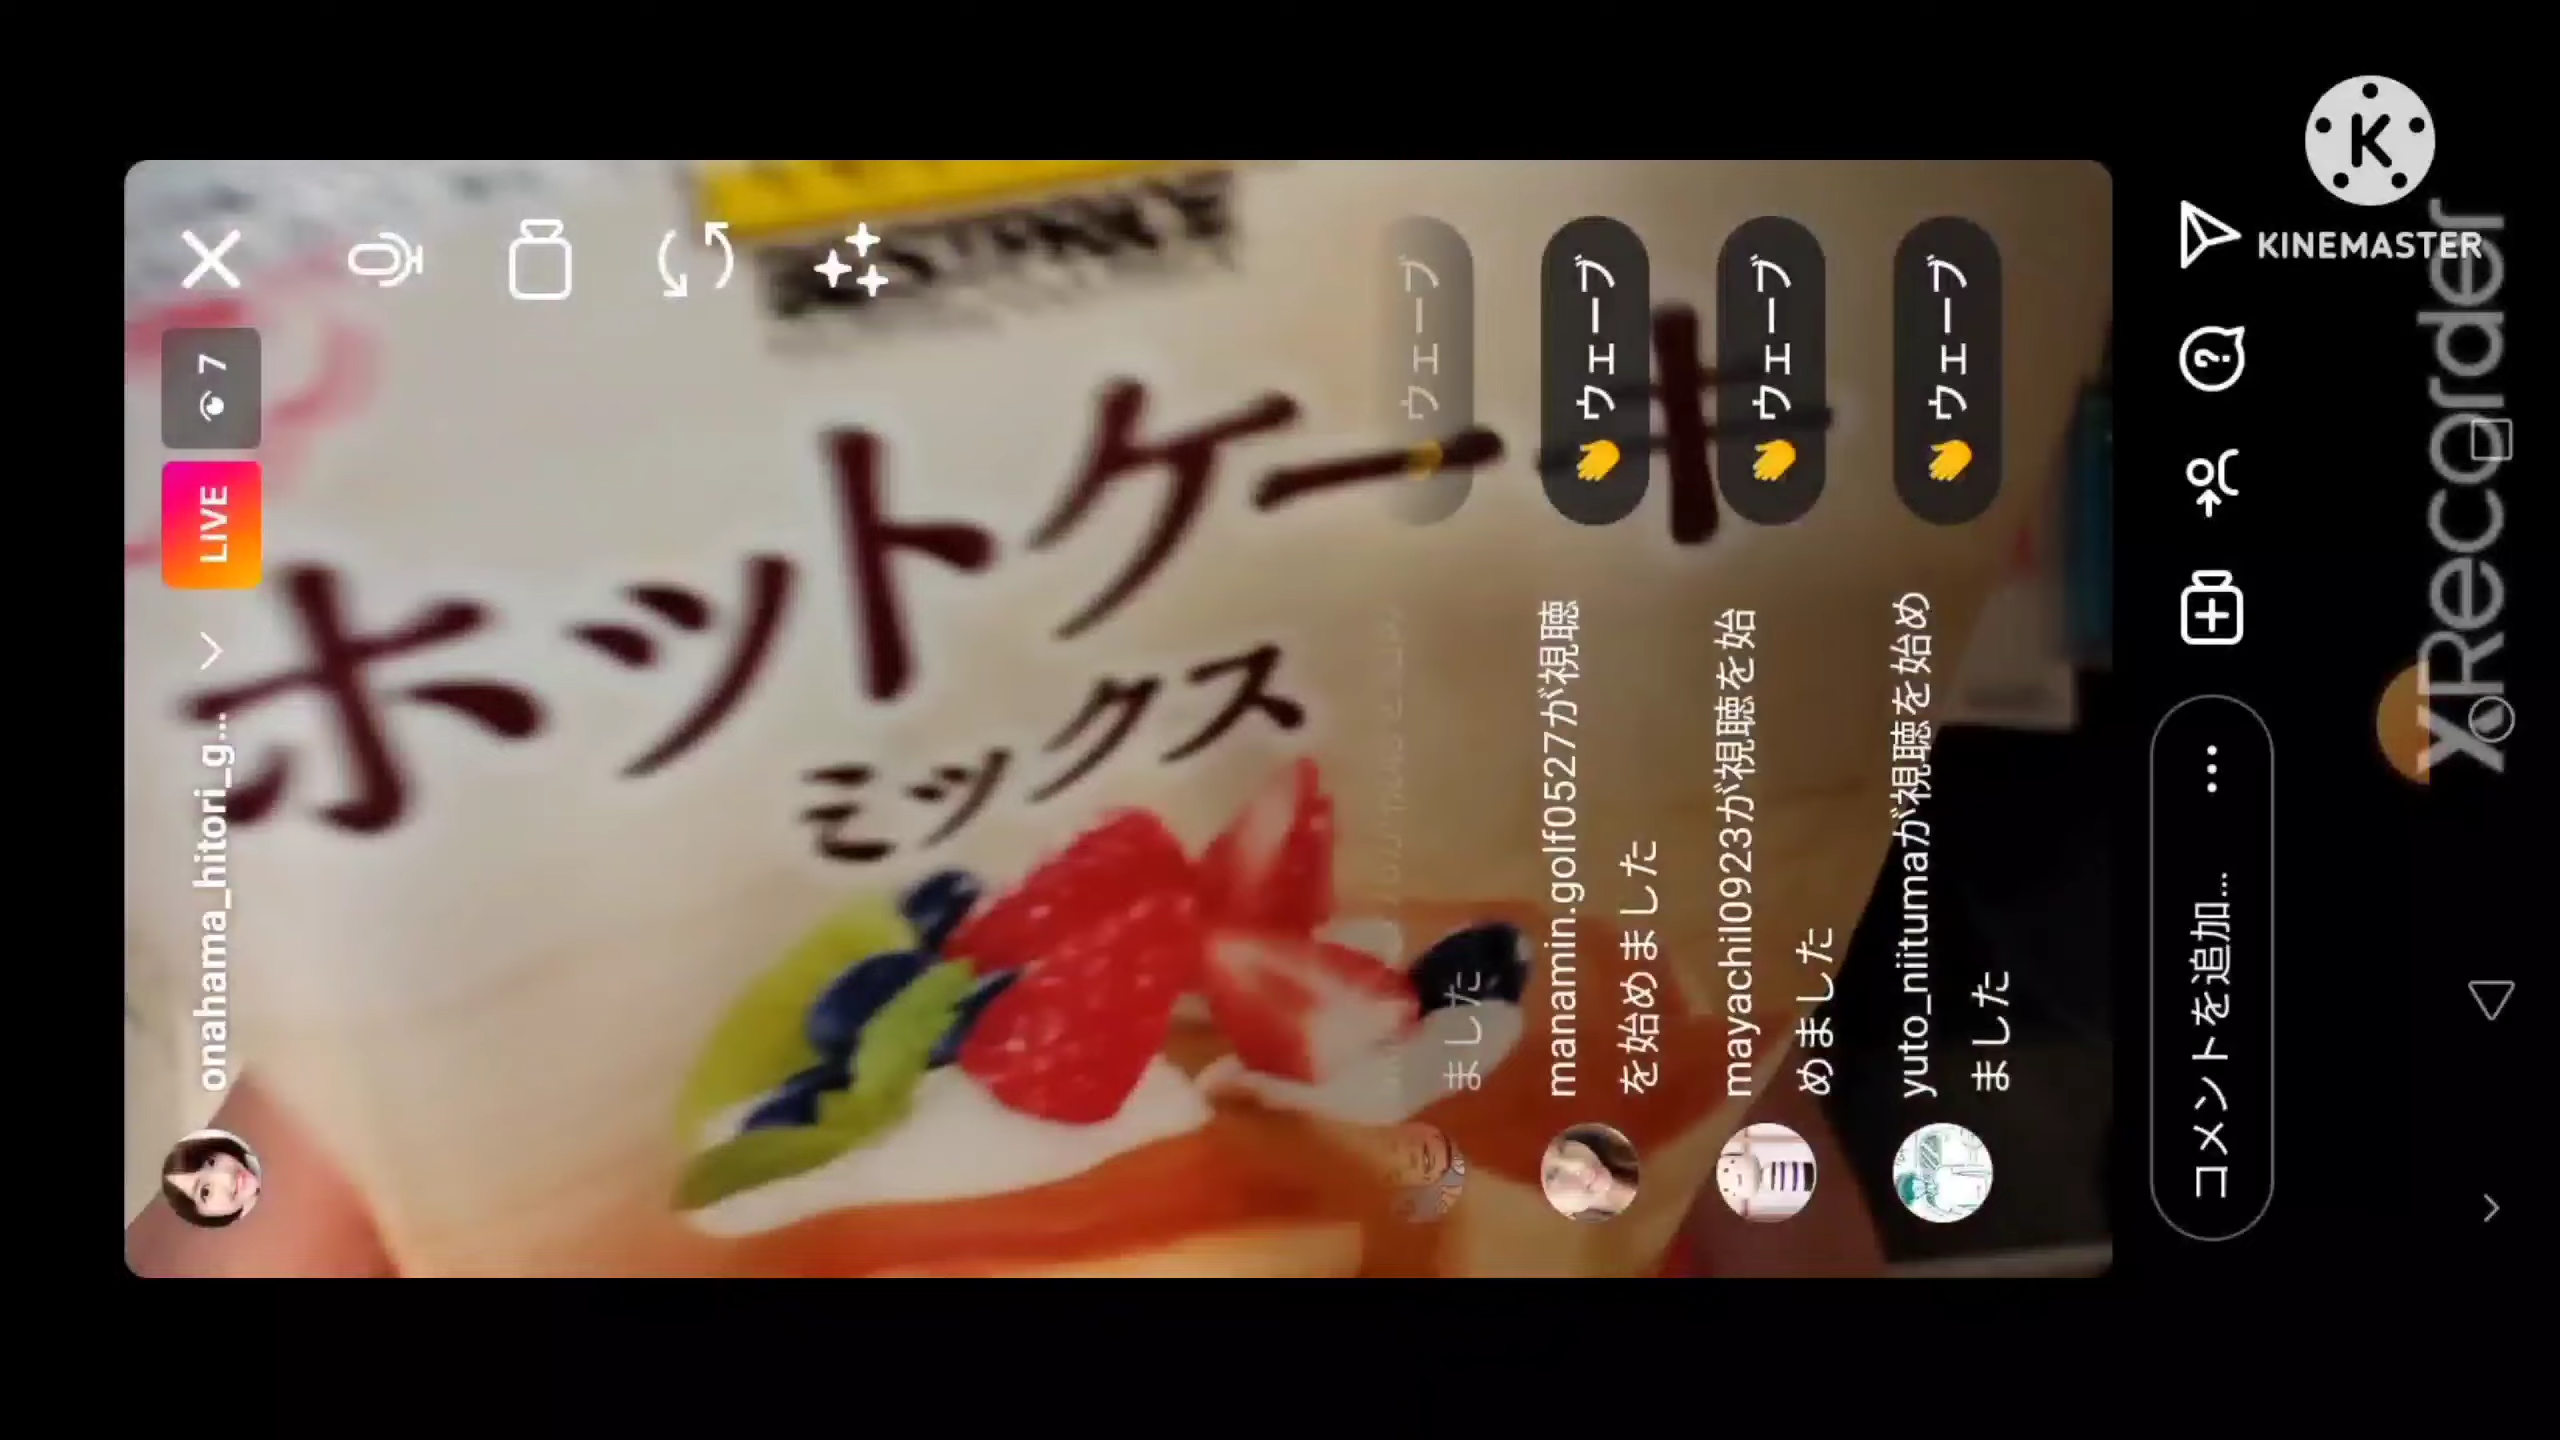 onahama_hitori_g...
LIVE
7
ホットケーキ
ミックス
ウェーブ
ました
manamin.golf0527が視聴
を始めました
ウェーブ
mayachil0923が視聴を始
めました
ウェーブ
yuto_niitumaが視聴を始め
ました
ウェーブ
コメントを追加...
KINEMASTER
XRecorder